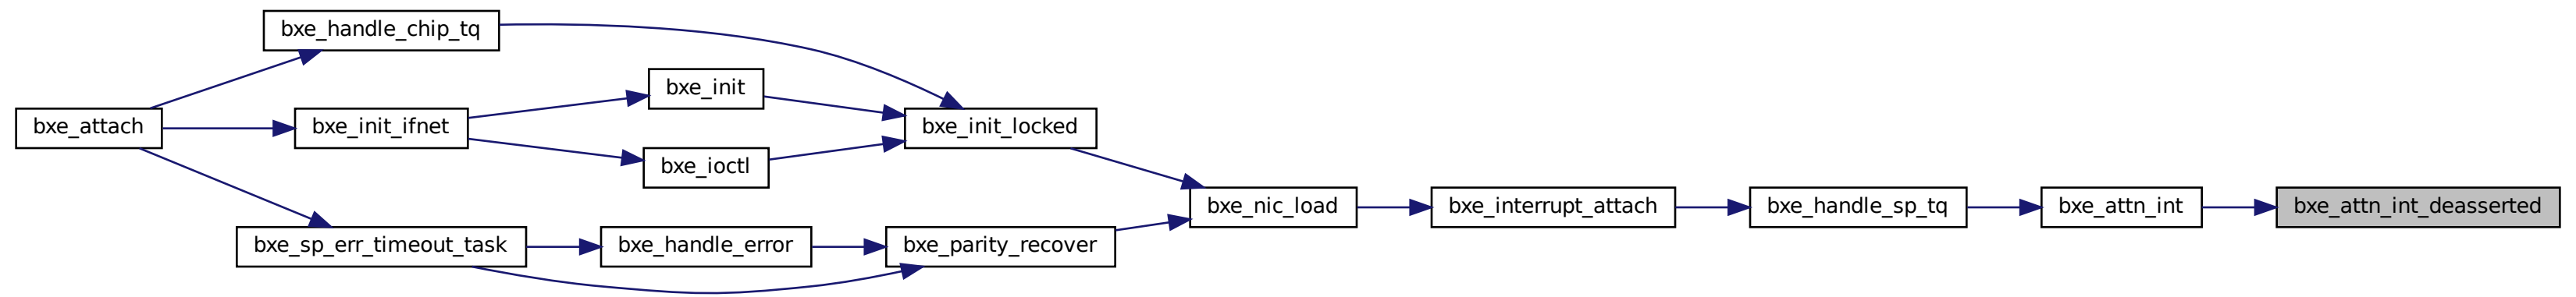 bxe_handle_chip_tq
bxe_init
bxe_attach
bxe_init_ifnet
bxe_init_locked
bxe_ioctl
bxe_nic_load
bxe_interrupt_attach
bxe_handle_sp_tq
bxe_attn_int
bxe_attn_int_deasserted
bxe_sp_err_timeout_task
bxe_handle_error
bxe_parity_recover